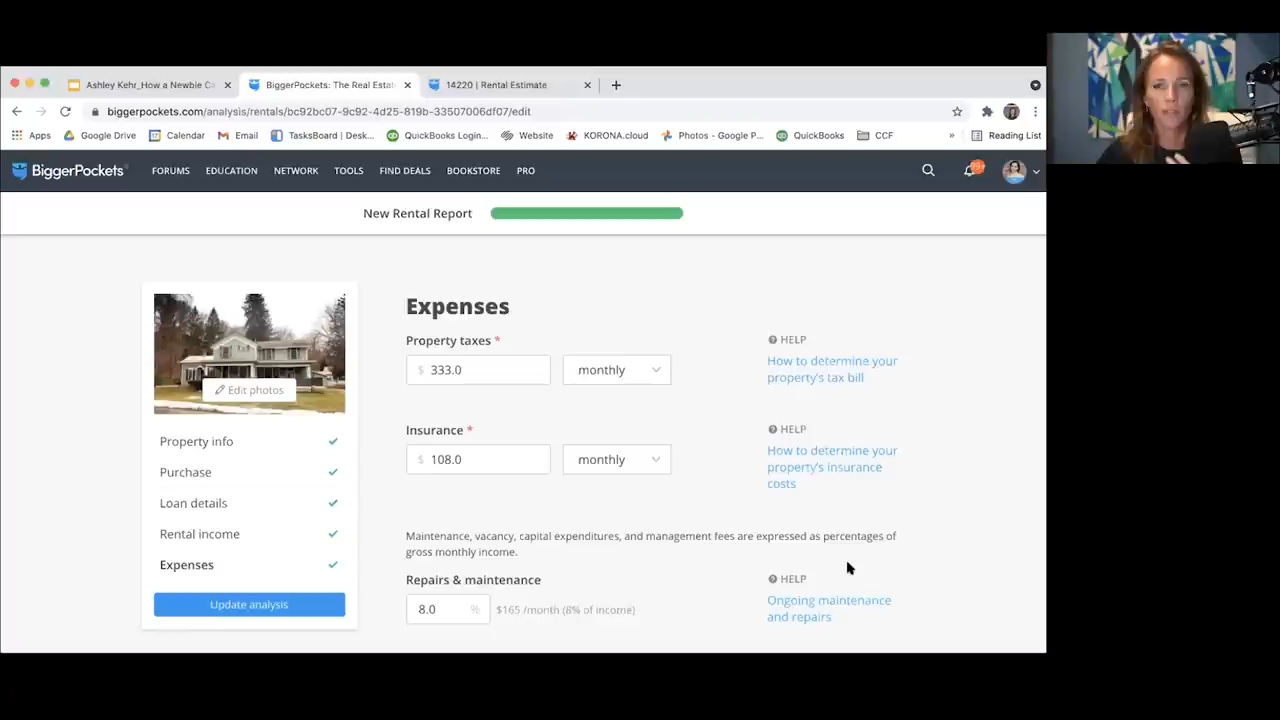 Ashley Kehr_How a Newbie Ca
BiggerPockets: The Real Estat
14220 | Rental Estimate
biggerpockets.com/analysis/rentals/bc92bc07-9c92-4d25-819b-33507006df07/edit
Apps Google Drive Calendar Email TasksBoard | Desk... QuickBooks Login... Website KORONA.cloud Photos - Google P... QuickBooks CCF » Reading List
BiggerPockets FORUMS EDUCATION NETWORK TOOLS FIND DEALS BOOKSTORE PRO
New Rental Report
Edit photos
Property info
Purchase
Loan details
Rental income
Expenses
Update analysis
Expenses
Property taxes *
$ 333.0 monthly
HELP
How to determine your
property's tax bill
Insurance *
$ 108.0 monthly
HELP
How to determine your
property's insurance
costs
Maintenance, vacancy, capital expenditures, and management fees are expressed as percentages of
gross monthly income.
Repairs & maintenance
8.0 % $165 /month (8% of income)
HELP
Ongoing maintenance
and repairs